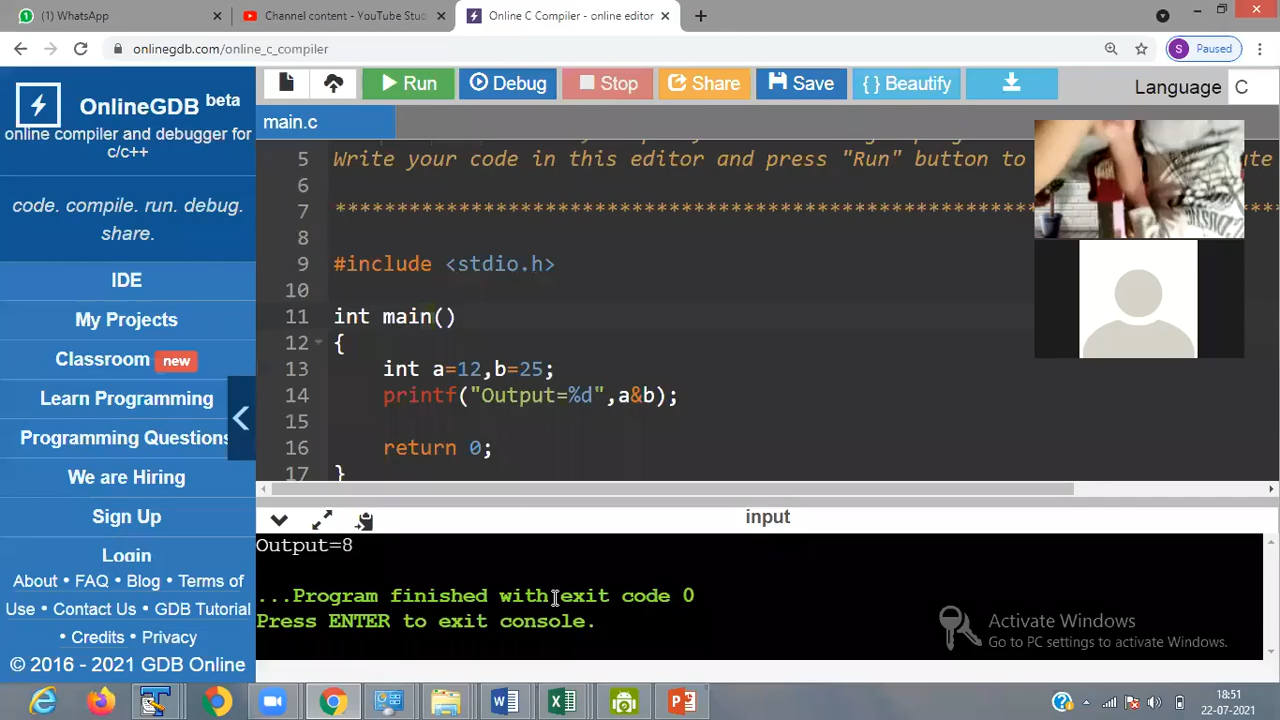 (1) WhatsApp
Channel content - YouTube Stu
Online C Compiler - online editor
onlinegdb.com/online_c_compiler
S Paused
OnlineGDB beta
online compiler and debugger for
c/c++
code. compile. run. debug.
share.
IDE
My Projects
Classroom new
Learn Programming
Programming Questions
We are Hiring
Sign Up
Login
About • FAQ • Blog • Terms of
Use • Contact Us • GDB Tutorial
• Credits • Privacy
© 2016 - 2021 GDB Online
Run
Debug
Stop
Share
Save
{ } Beautify
Language C
main.c
5 Write your code in this editor and press "Run" button to
6
7
8
9 #include <stdio.h>
10
11 int main()
12 {
13 int a=12,b=25;
14 printf("Output=%d",a&b);
15
16 return 0;
17 }
input
Output=8
...Program finished with exit code 0
Press ENTER to exit console.
Activate Windows
Go to PC settings to activate Windows.
18:51
22-07-2021